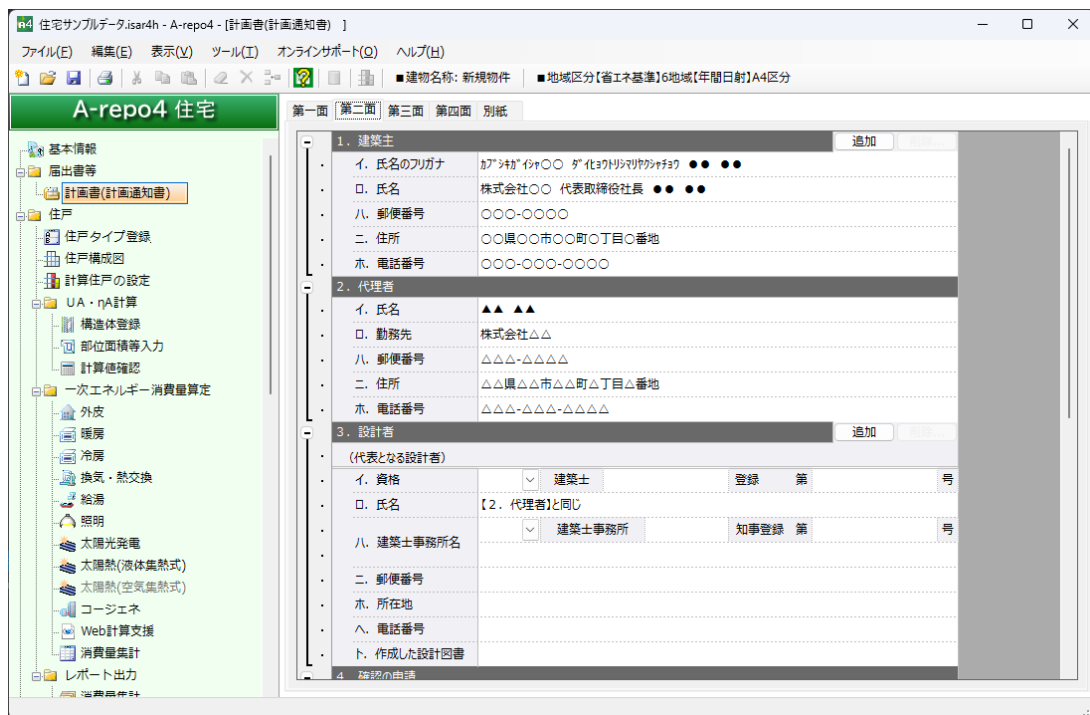 住宅サンプルデータ.isar4h - A-repo4 - [計画書(計画通知書) ]
ファイル(F) 編集(E) 表示(V) ツール(T) オンラインサポート(O) ヘルプ(H)
■建物名称: 新規物件 ■地域区分【省エネ基準】6地域【年間日射】A4区分
A-repo4 住宅
基本情報
届出書等
計画書(計画通知書)
住戸
住戸タイプ登録
住戸構成図
計算住戸の設定
UA・ηA計算
構造体登録
部位面積等入力
計算値確認
一次エネルギー消費量算定
外皮
暖房
冷房
換気・熱交換
給湯
照明
太陽光発電
太陽熱(液体集熱式)
太陽熱(空気集熱式)
コージェネ
Web計算支援
消費量集計
レポート出力
消費量集計
第一面 第二面 第三面 第四面 別紙
1. 建築主 追加
イ. 氏名のフリガナ ｶﾌﾞｼｷｶﾞｲｼｬ○○ ﾀﾞｲﾋｮｳﾄﾘｼﾏﾘﾔｸｼｬﾁｮｳ ●● ●●
ロ. 氏名 株式会社○○ 代表取締役社長 ●● ●●
ハ. 郵便番号 ○○○-○○○○
ニ. 住所 ○○県○○市○○町○丁目○番地
ホ. 電話番号 ○○○-○○○-○○○○
2. 代理者
イ. 氏名 ▲▲ ▲▲
ロ. 勤務先 株式会社△△
ハ. 郵便番号 △△△-△△△△
ニ. 住所 △△県△△市△△町△丁目△番地
ホ. 電話番号 △△△-△△△-△△△△
3. 設計者 追加
(代表となる設計者)
イ. 資格 建築士 登録 第 号
ロ. 氏名 【2. 代理者】と同じ
ハ. 建築士事務所名 建築士事務所 知事登録 第 号
ニ. 郵便番号
ホ. 所在地
ヘ. 電話番号
ト. 作成した設計図書
4. 確認の申請